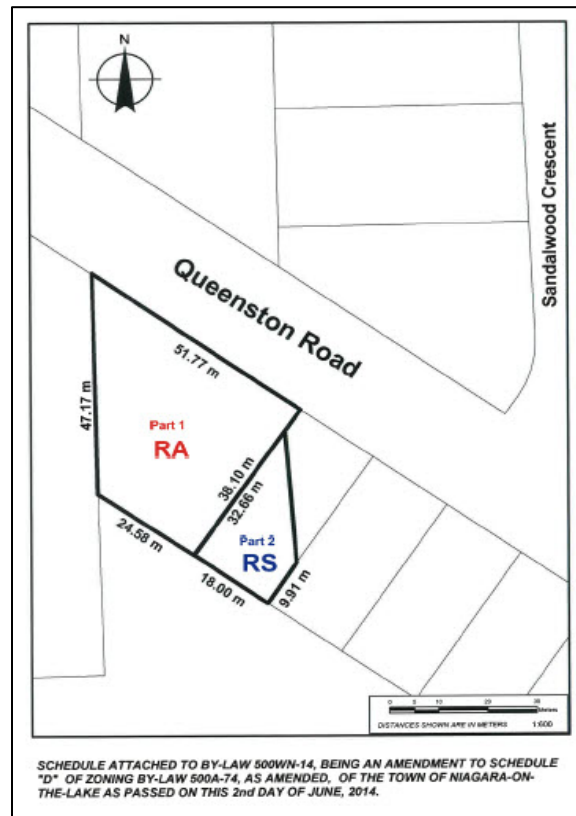 N
Sandalwood Crescent
Queenston Road
51.77 m
47.17 m
Part 1
RA
38.10 m
32.66 m
Part 2
RS
24.58 m
18.00 m
9.91 m
0 5 10 20 30
Meters
DISTANCES SHOWN ARE IN METERS 1:600
SCHEDULE ATTACHED TO BY-LAW 500WN-14, BEING AN AMENDMENT TO SCHEDULE
"D" OF ZONING BY-LAW 500A-74, AS AMENDED, OF THE TOWN OF NIAGARA-ON-
THE-LAKE AS PASSED ON THIS 2nd DAY OF JUNE, 2014.